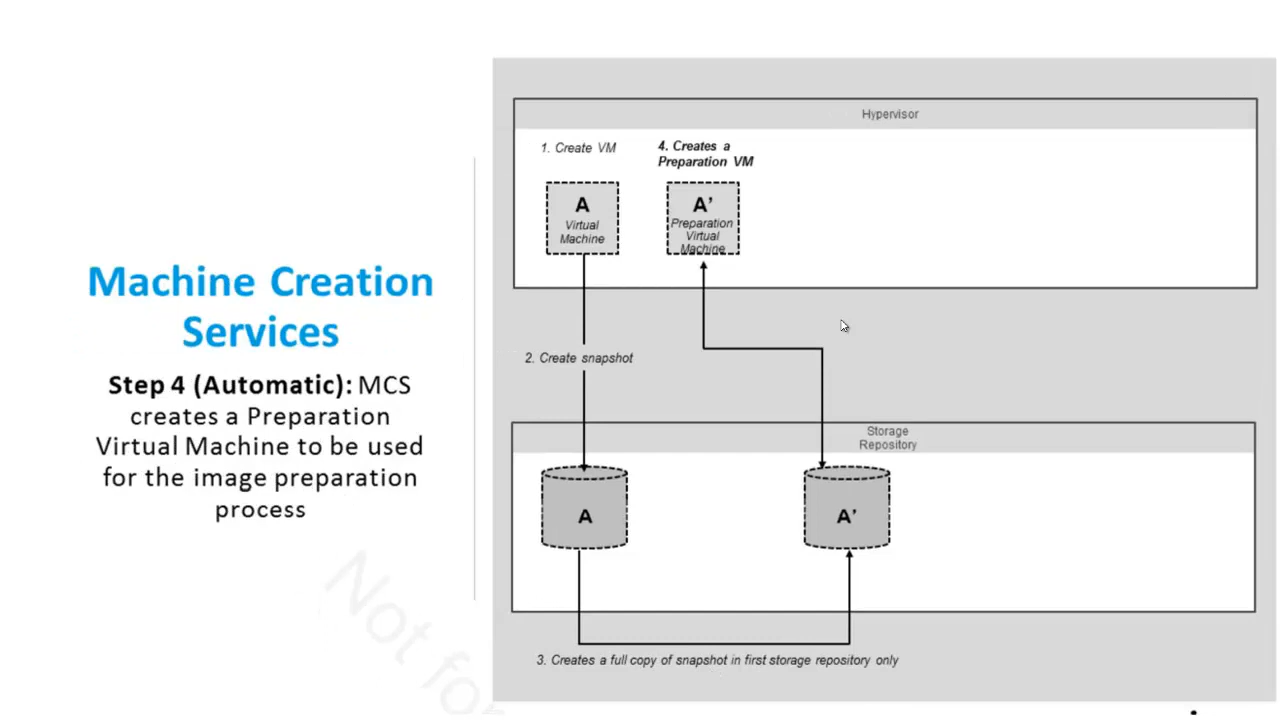 Machine Creation
Services
Step 4 (Automatic): MCS
creates a Preparation
Virtual Machine to be used
for the image preparation
process
Hypervisor
1. Create VM
4. Creates a
Preparation VM
A
Virtual
Machine
A’
Preparation
Virtual
Machine
2. Create snapshot
Storage
Repository
A
A’
3. Creates a full copy of snapshot in first storage repository only
Not for